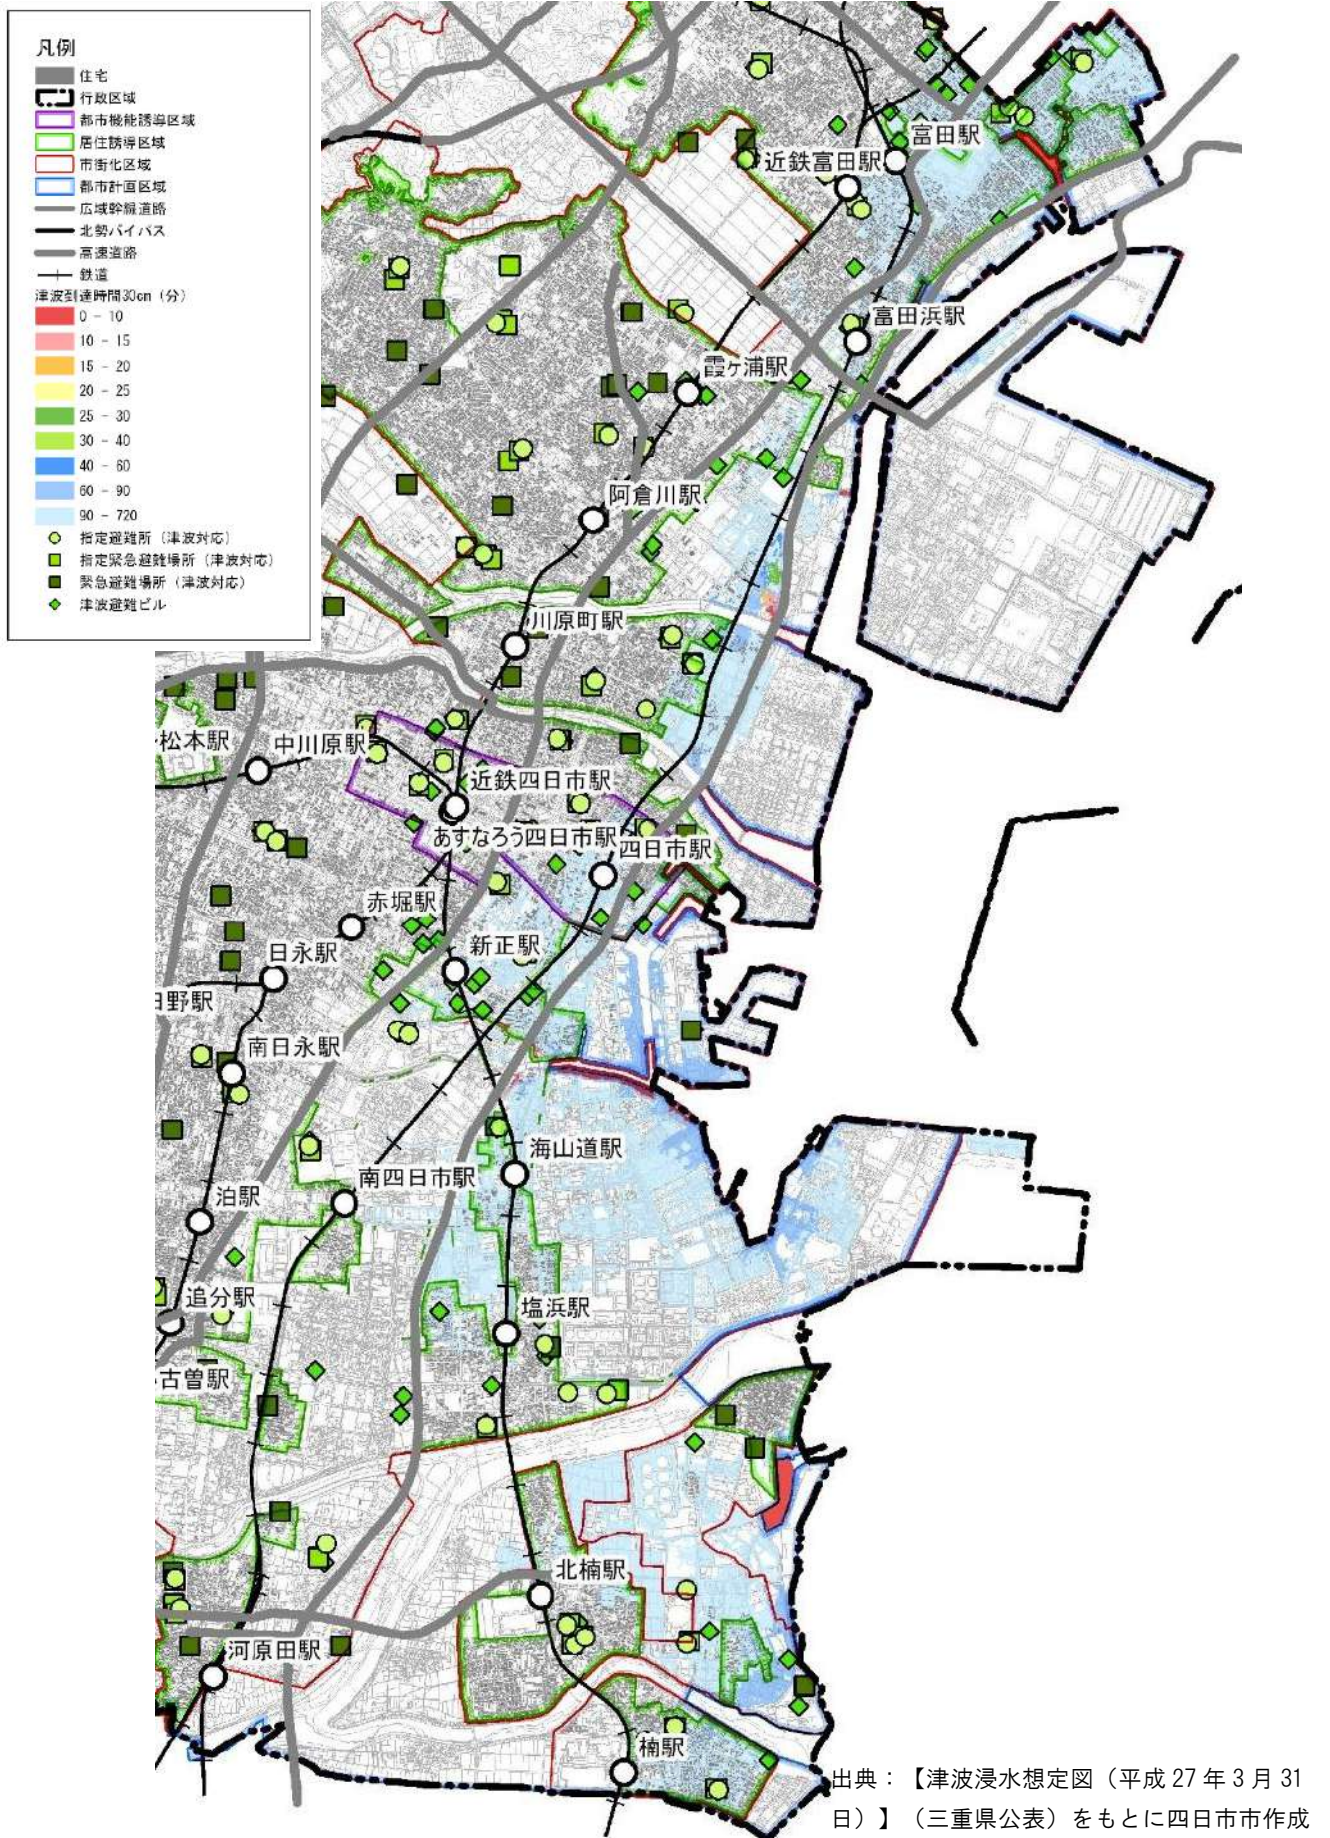 凡例
住宅
行政区域
都市機能誘導区域
居住誘導区域
市街化区域
都市計画区域
広域幹線道路
北勢バイパス
高速道路
鉄道
津波到達時間30cm（分）
0 - 10
10 - 15
15 - 20
20 - 25
25 - 30
30 - 40
40 - 60
60 - 90
90 - 720
指定避難所（津波対応）
指定緊急避難場所（津波対応）
緊急避難場所（津波対応）
津波避難ビル
富田駅
近鉄富田駅
富田浜駅
霞ヶ浦駅
阿倉川駅
川原町駅
松本駅
中川原駅
近鉄四日市駅
あすなろう四日市駅
四日市駅
赤堀駅
新正駅
日永駅
日野駅
南日永駅
海山道駅
南四日市駅
泊駅
追分駅
塩浜駅
古曽駅
北楠駅
河原田駅
楠駅
出典：【津波浸水想定図（平成 27 年 3 月 31
日）】（三重県公表）をもとに四日市市作成